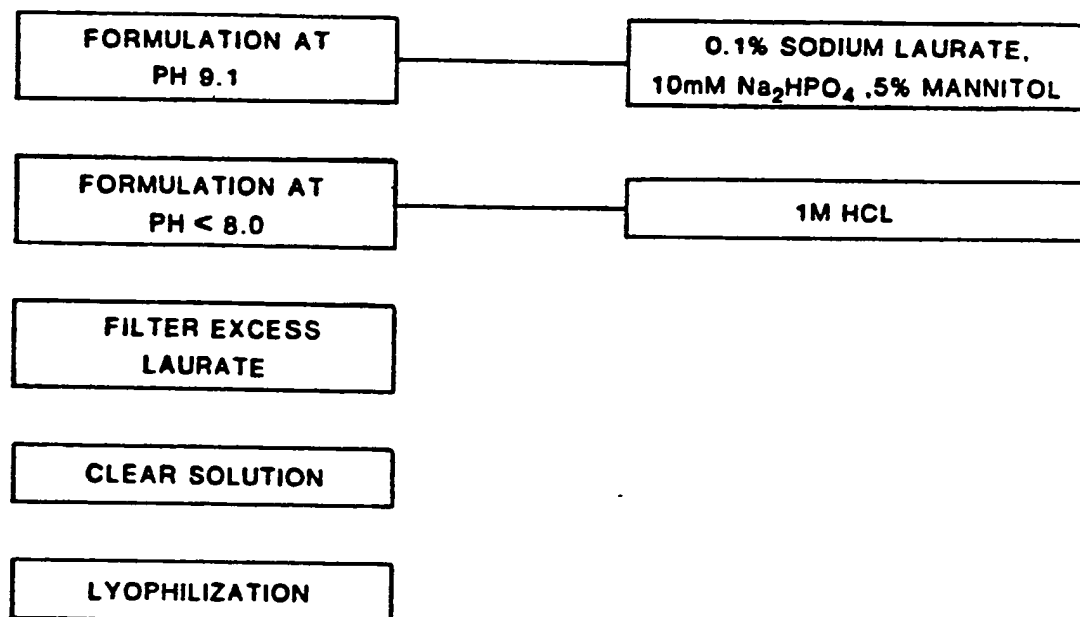 FORMULATION AT
PH 9.1
0.1% SODIUM LAURATE,
10mM Na₂HPO₄ .5% MANNITOL
FORMULATION AT
PH < 8.0
1M HCL
FILTER EXCESS
LAURATE
CLEAR SOLUTION
LYOPHILIZATION